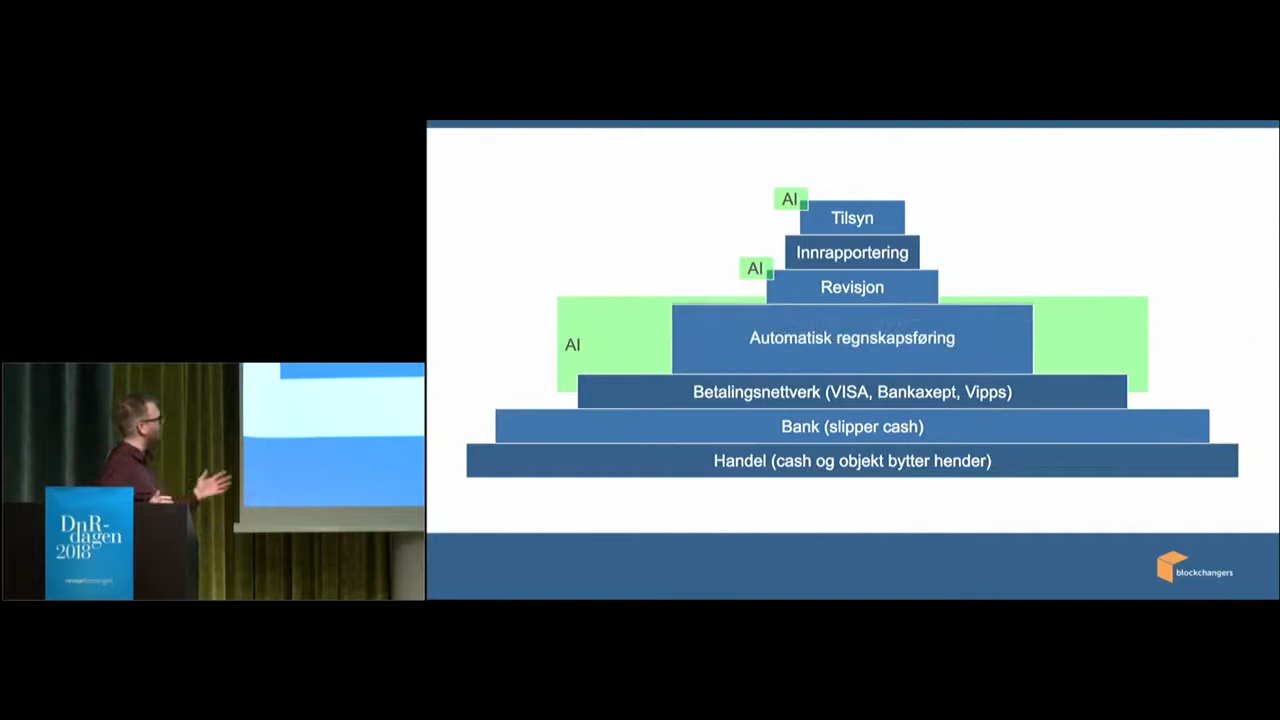 AI
Tilsyn
Innrapportering
AI
Revisjon
AI
Automatisk regnskapsføring
Betalingsnettverk (VISA, Bankaxept, Vipps)
Bank (slipper cash)
Handel (cash og objekt bytter hender)
blockchangers
DnR-
dagen
2018
revisorforeningen